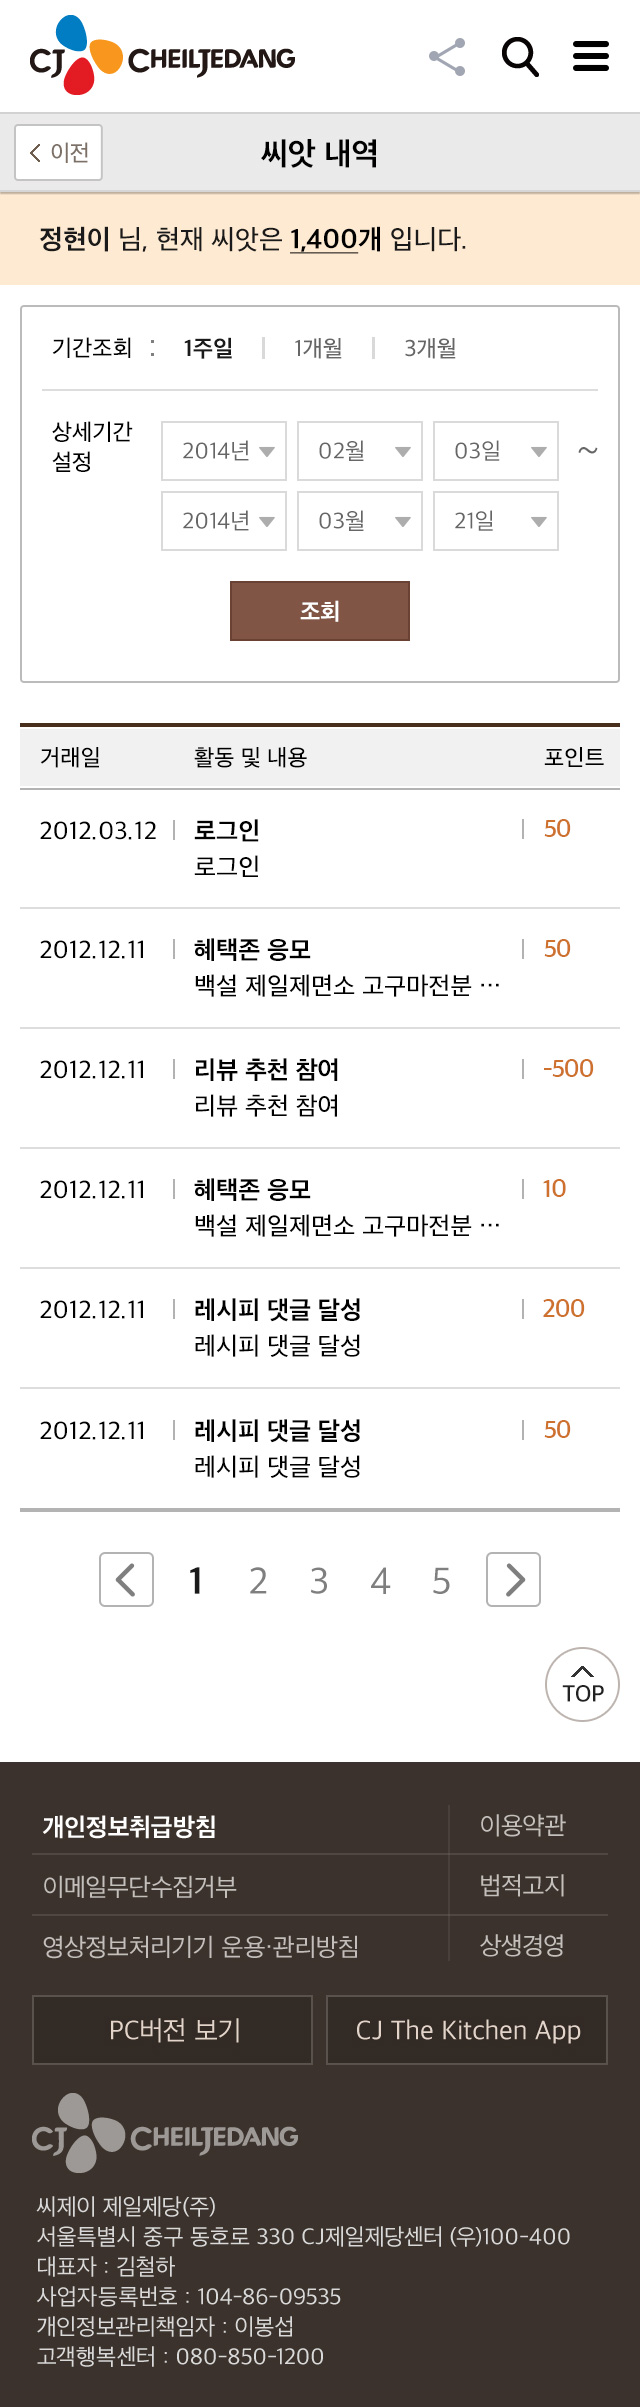 CJ CHEILJEDANG
이전
씨앗 내역
정현이 님, 현재 씨앗은 1,400개 입니다.
기간조회 : 1주일 | 1개월 | 3개월
상세기간 설정
2014년 02월 03일 ~
2014년 03월 21일
조회
거래일 활동 및 내용 포인트
2012.03.12 | 로그인 | 50
로그인
2012.12.11 | 혜택존 응모 | 50
백설 제일제면소 고구마전분 ···
2012.12.11 | 리뷰 추천 참여 | -500
리뷰 추천 참여
2012.12.11 | 혜택존 응모 | 10
백설 제일제면소 고구마전분 ···
2012.12.11 | 레시피 댓글 달성 | 200
레시피 댓글 달성
2012.12.11 | 레시피 댓글 달성 | 50
레시피 댓글 달성
1 2 3 4 5
TOP
개인정보취급방침 이용약관
이메일무단수집거부 법적고지
영상정보처리기기 운용·관리방침 상생경영
PC버전 보기 CJ The Kitchen App
CJ CHEILJEDANG
씨제이 제일제당(주)
서울특별시 중구 동호로 330 CJ제일제당센터 (우)100-400
대표자 : 김철하
사업자등록번호 : 104-86-09535
개인정보관리책임자 : 이봉섭
고객행복센터 : 080-850-1200